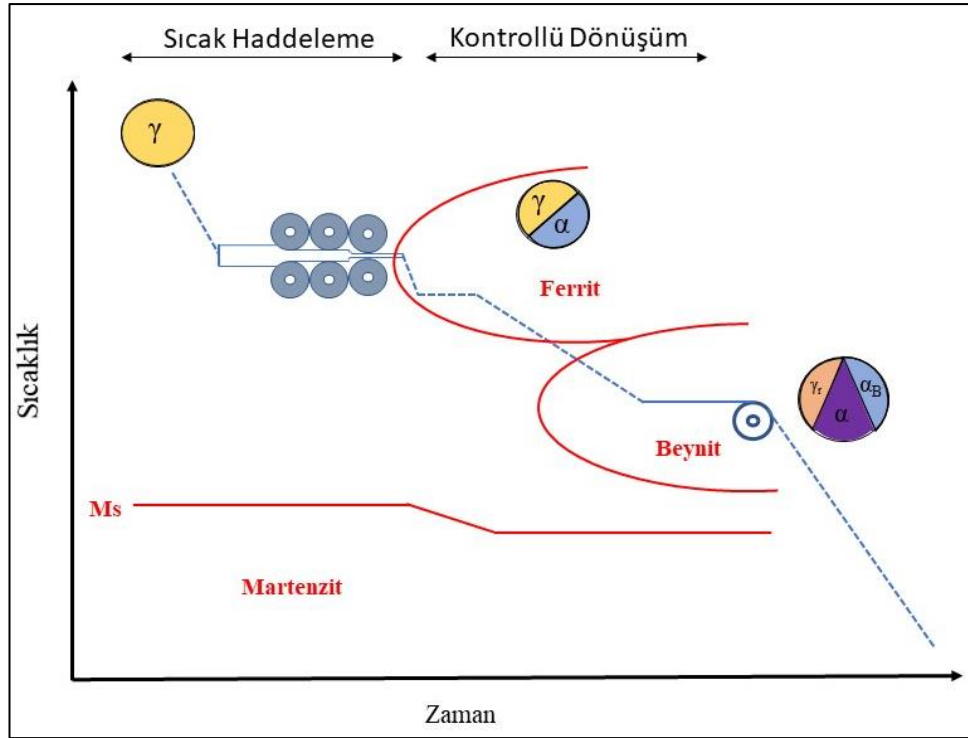 Sıcak Haddeleme
Kontrollü Dönüşüm
γ
γ
α
Ferrit
Sıcaklık
γr
α
αB
Beynit
Ms
Martenzit
Zaman